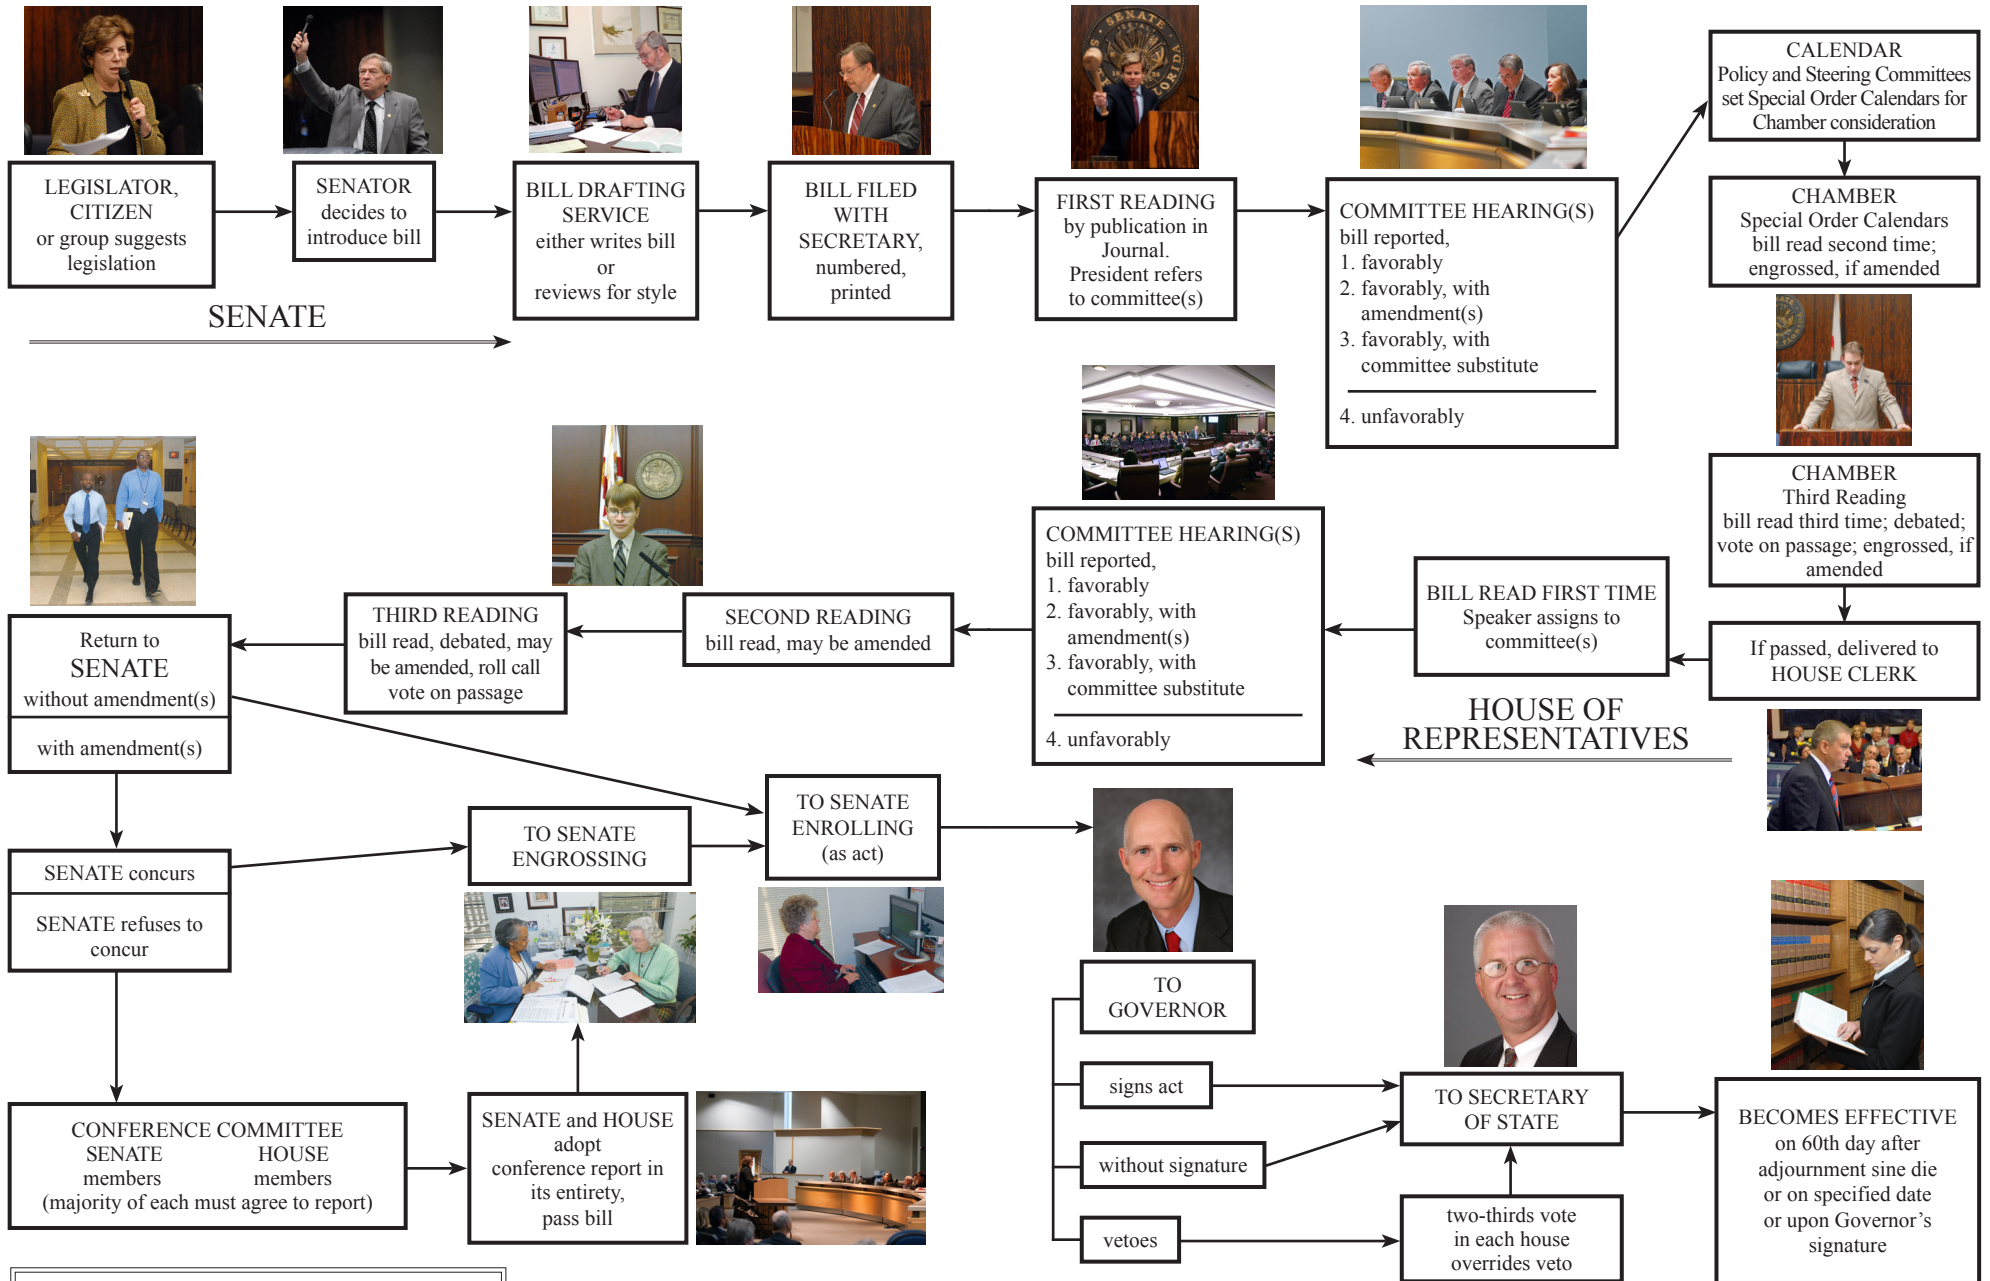 LEGISLATOR,
CITIZEN
or group suggests
legislation
SENATOR
decides to
introduce bill
BILL DRAFTING
SERVICE
either writes bill
or
reviews for style
BILL FILED
WITH
SECRETARY,
numbered,
printed
SENATE
FIRST READING
by publication in
Journal.
President refers
to committee(s)
COMMITTEE HEARING(S)
bill reported,
1. favorably
2. favorably, with
amendment(s)
3. favorably, with
committee substitute
4. unfavorably
CALENDAR
Policy and Steering Committees
set Special Order Calendars for
Chamber consideration
CHAMBER
Special Order Calendars
bill read second time;
engrossed, if amended
CHAMBER
Third Reading
bill read third time; debated;
vote on passage; engrossed, if
amended
If passed, delivered to
HOUSE CLERK
HOUSE OF
REPRESENTATIVES
BILL READ FIRST TIME
Speaker assigns to
committee(s)
COMMITTEE HEARING(S)
bill reported,
1. favorably
2. favorably, with
amendment(s)
3. favorably, with
committee substitute
4. unfavorably
SECOND READING
bill read, may be amended
THIRD READING
bill read, debated, may
be amended, roll call
vote on passage
Return to
SENATE
without amendment(s)
with amendment(s)
SENATE concurs
SENATE refuses to
concur
TO SENATE
ENGROSSING
TO SENATE
ENROLLING
(as act)
CONFERENCE COMMITTEE
SENATE HOUSE
members members
(majority of each must agree to report)
SENATE and HOUSE
adopt
conference report in
its entirety,
pass bill
TO
GOVERNOR
signs act
without signature
vetoes
TO SECRETARY
OF STATE
two-thirds vote
in each house
overrides veto
BECOMES EFFECTIVE
on 60th day after
adjournment sine die
or on specified date
or upon Governor’s
signature
SENATE